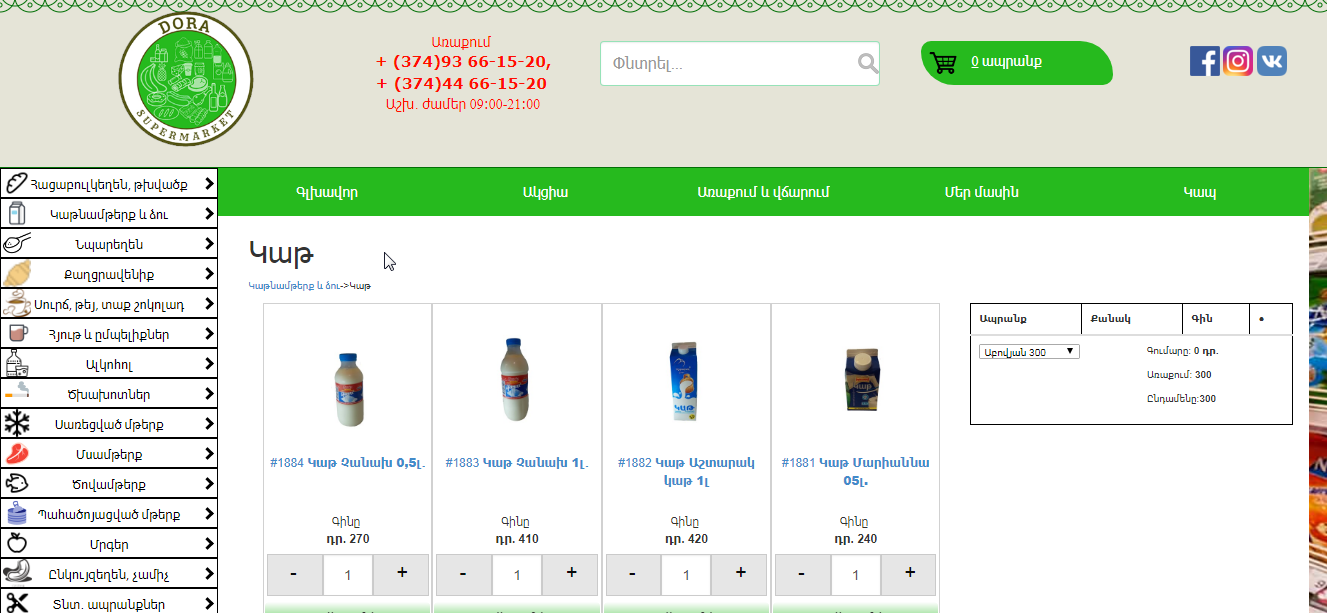 DORA
SUPERMARKET
Առաքում
+ (374)93 66-15-20,
+ (374)44 66-15-20
Աշխ. ժամեր 09:00-21:00
Փնտրել...
0 ապրանք
Հացաբուլկեղեն, թխվածք
Կաթնամթերք և ձու
Նպարեղեն
Քաղցրավենիք
Սուրճ, թեյ, տաք շոկոլադ
Հյութ և ըմպելիքներ
Ալկոհոլ
Ծխախոտներ
Սառեցված մթերք
Մսամթերք
Ծովամթերք
Պահածոյացված մթերք
Մրգեր
Ընկույզեղեն, չամիչ
Տնտ. ապրանքներ
Գլխավոր
Ակցիա
Առաքում և վճարում
Մեր մասին
Կապ
Կաթ
Կաթնամթերք և ձու->Կաթ
#1884 Կաթ Չանախ 0,5լ.
Գինը
դր. 270
- 1 +
#1883 Կաթ Չանախ 1լ.
Գինը
դր. 410
- 1 +
#1882 Կաթ Աշտարակ
կաթ 1լ
Գինը
դր. 420
- 1 +
#1881 Կաթ Մարիաննա
05լ.
Գինը
դր. 240
- 1 +
Ապրանք Քանակ Գին •
Աբովյան 300
Գումարը: 0 դր.
Առաքում: 300
Ընդամենը:300